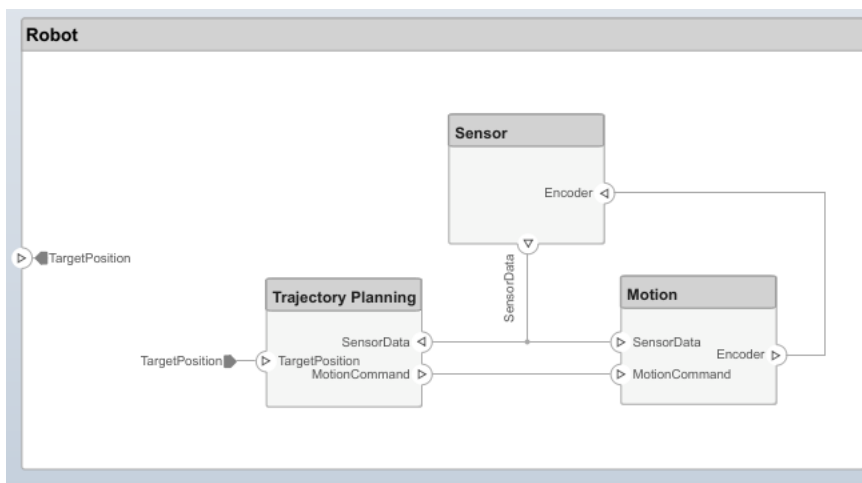 Robot
Sensor
Encoder
SensorData
TargetPosition
Trajectory Planning
Motion
SensorData
SensorData
Encoder
TargetPosition
TargetPosition
MotionCommand
MotionCommand